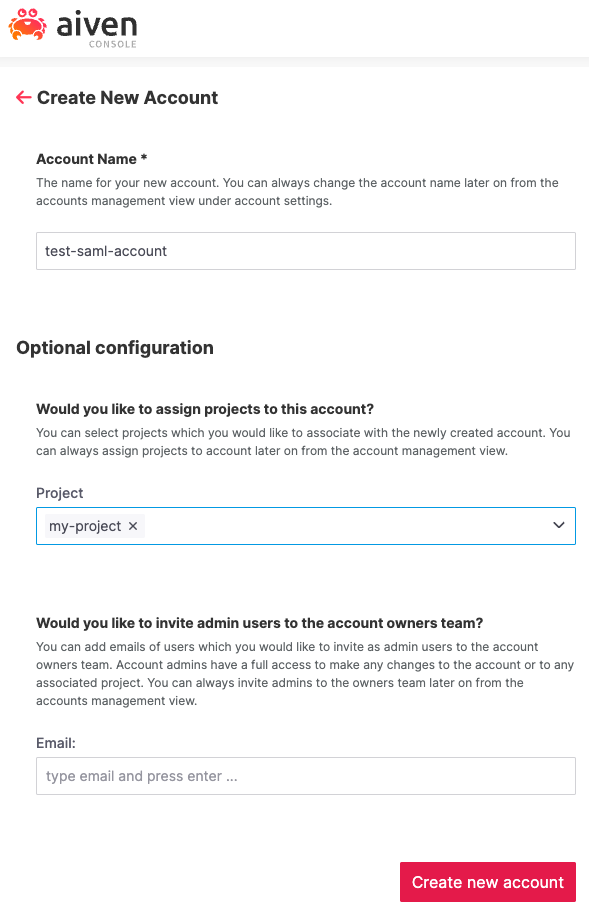 aiven
CONSOLE
← Create New Account
Account Name *
The name for your new account. You can always change the account name later on from the
accounts management view under account settings.
test-saml-account
Optional configuration
Would you like to assign projects to this account?
You can select projects which you would like to associate with the newly created account. You
can always assign projects to account later on from the account management view.
Project
my-project ×
Would you like to invite admin users to the account owners team?
You can add emails of users which you would like to invite as admin users to the account
owners team. Account admins have a full access to make any changes to the account or to any
associated project. You can always invite admins to the owners team later on from the
accounts management view.
Email:
type email and press enter ...
Create new account